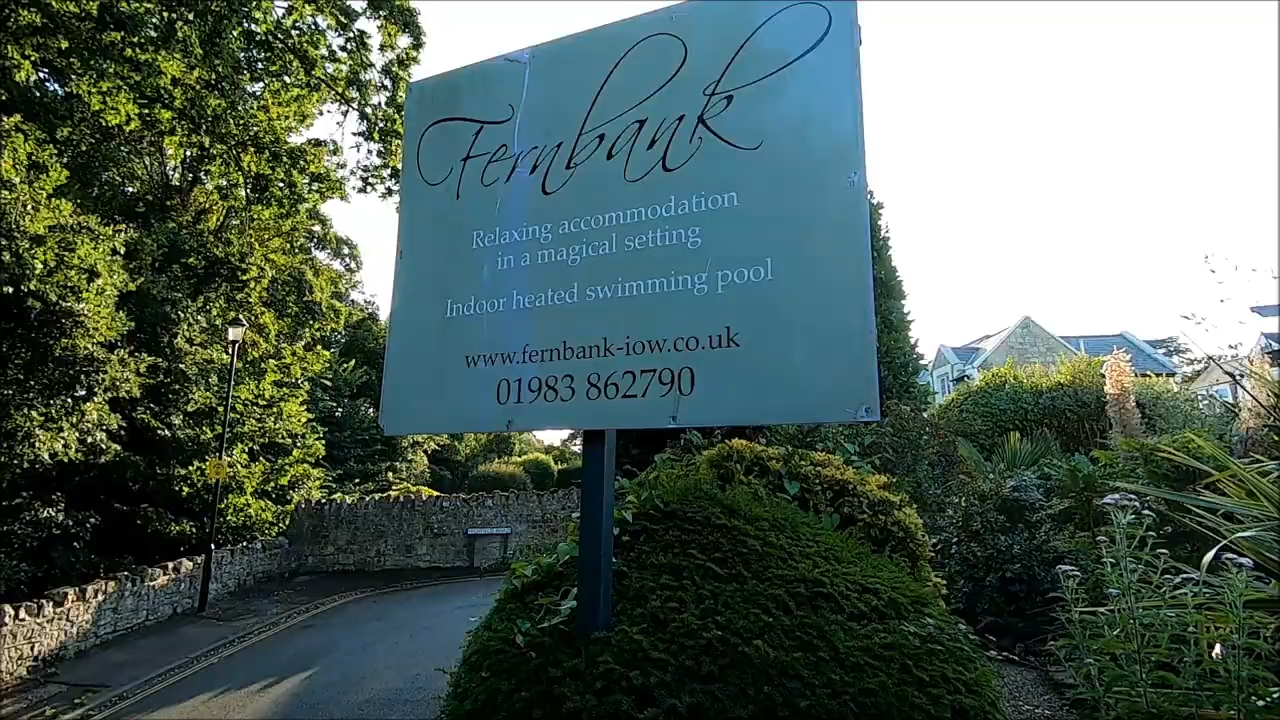 Fernbank
Relaxing accommodation
in a magical setting
Indoor heated swimming pool
www.fernbank-iow.co.uk
01983 862790